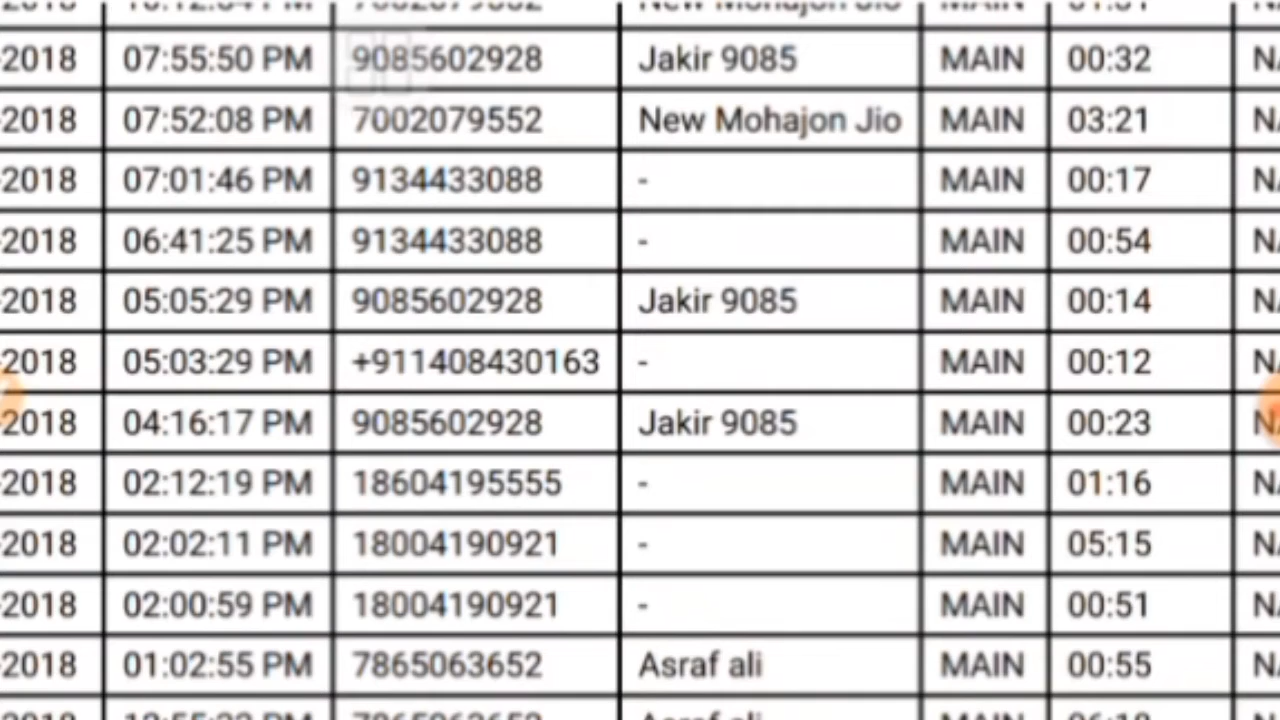 -2018 07:55:50 PM 9085602928 Jakir 9085 MAIN 00:32
-2018 07:52:08 PM 7002079552 New Mohajon Jio MAIN 03:21
-2018 07:01:46 PM 9134433088 - MAIN 00:17
-2018 06:41:25 PM 9134433088 - MAIN 00:54
-2018 05:05:29 PM 9085602928 Jakir 9085 MAIN 00:14
-2018 05:03:29 PM +911408430163 - MAIN 00:12
-2018 04:16:17 PM 9085602928 Jakir 9085 MAIN 00:23
-2018 02:12:19 PM 18604195555 - MAIN 01:16
-2018 02:02:11 PM 18004190921 - MAIN 05:15
-2018 02:00:59 PM 18004190921 - MAIN 00:51
-2018 01:02:55 PM 7865063652 Asraf ali MAIN 00:55